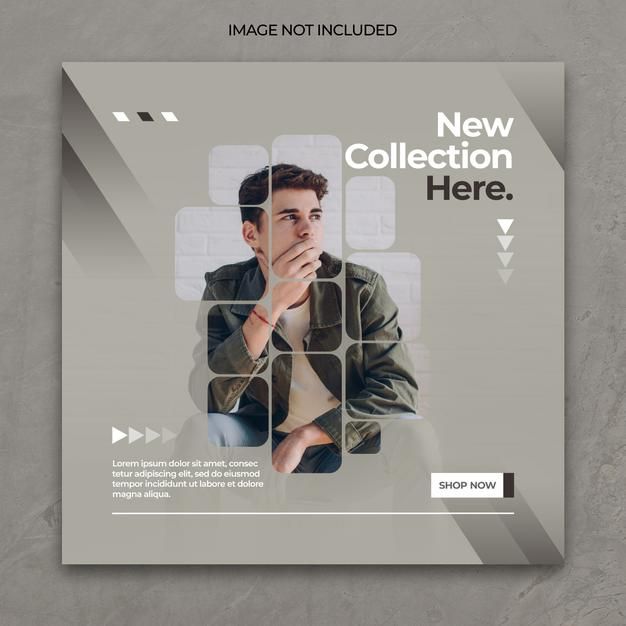 IMAGE NOT INCLUDED
New
Collection
Here.
Lorem ipsum dolor sit amet, consec
tetur adipiscing elit, sed do eiusmod
tempor incididunt ut labore et dolore
magna aliqua.
SHOP NOW